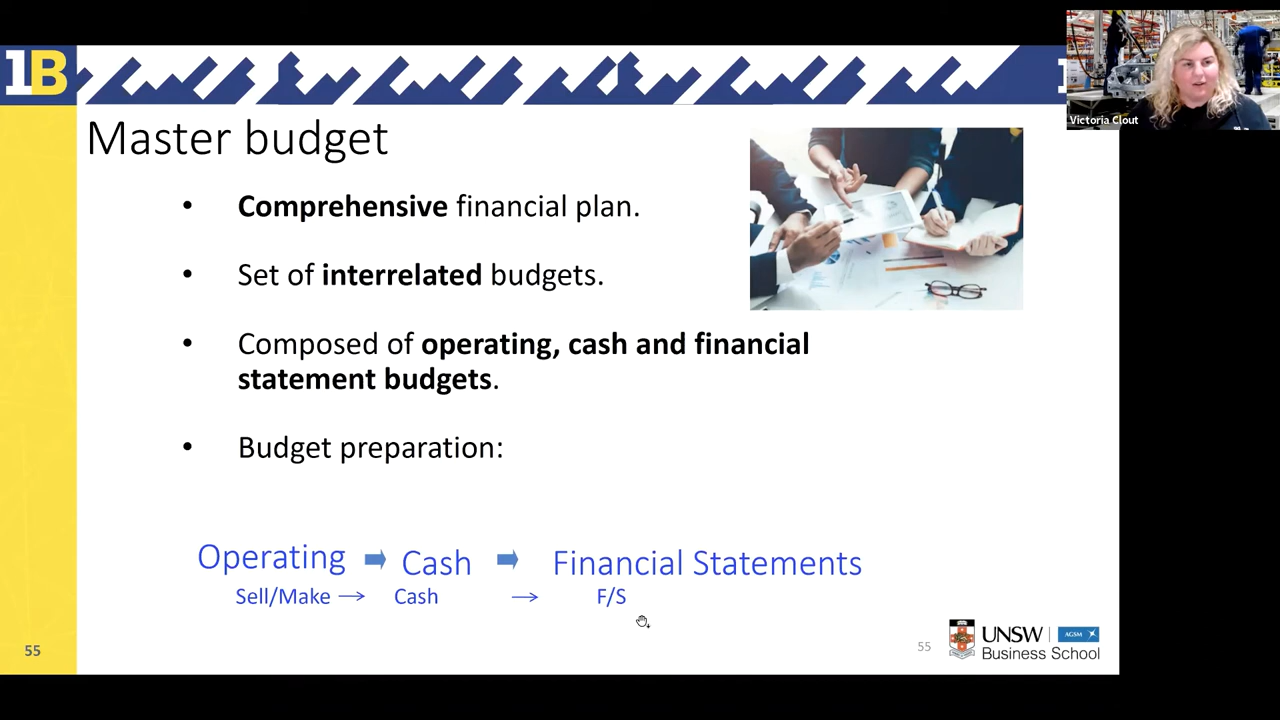 1B
Victoria Clout
Master budget
• Comprehensive financial plan.
• Set of interrelated budgets.
• Composed of operating, cash and financial
statement budgets.
• Budget preparation:
Operating Cash Financial Statements
Sell/Make → Cash → F/S
55
55
UNSW AGSM
Business School